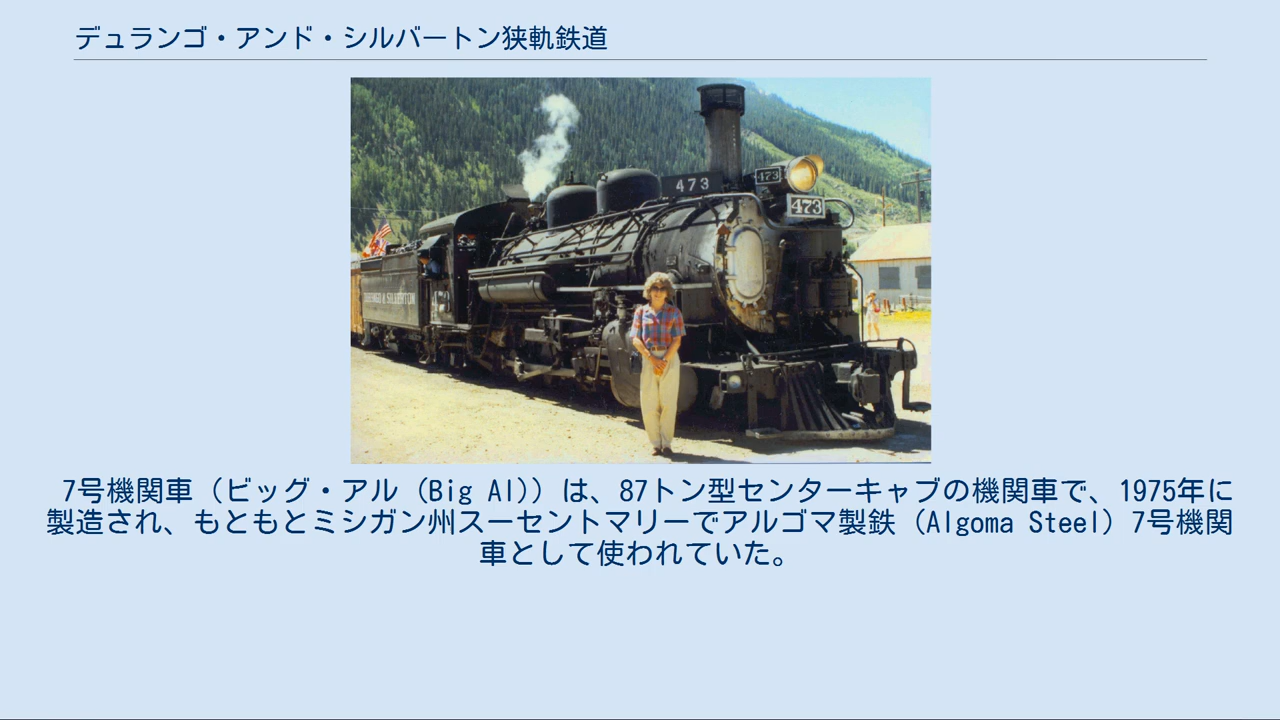 デュランゴ・アンド・シルバートン狭軌鉄道
473
473
473
7号機関車（ビッグ・アル（Big Al））は、87トン型センターキャブの機関車で、1975年に
製造され、もともとミシガン州スーセントマリーでアルゴマ製鉄（Algoma Steel）7号機関
車として使われていた。